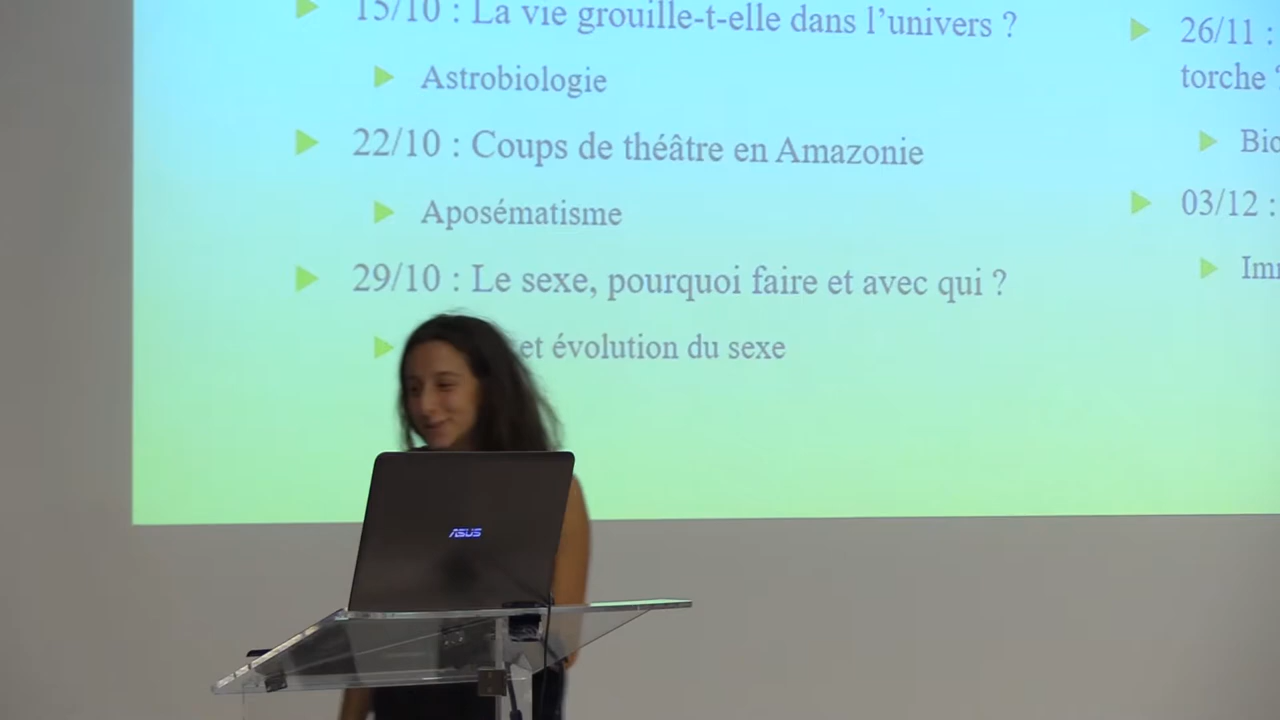 15/10 : La vie grouille-t-elle dans l'univers ?
Astrobiologie
22/10 : Coups de théâtre en Amazonie
Aposématisme
29/10 : Le sexe, pourquoi faire et avec qui ?
et évolution du sexe
26/11 :
torche ?
Bio
03/12 :
ASUS